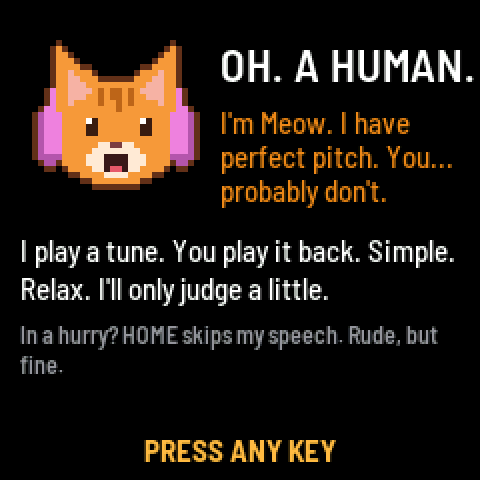 OH. A HUMAN.
I'm Meow. I have
perfect pitch. You...
probably don't.
I play a tune. You play it back. Simple.
Relax. I'll only judge a little.
In a hurry? HOME skips my speech. Rude, but
fine.
PRESS ANY KEY